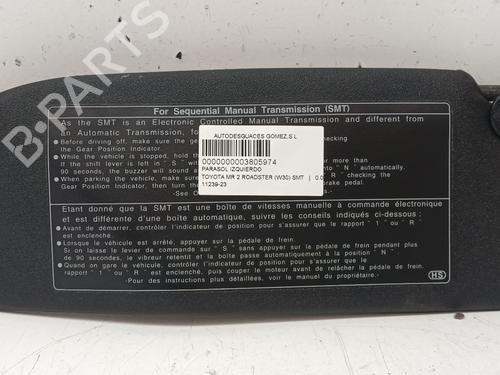 For Sequential Manual Transmission (SMT)
As the SMT is an Electronic Controlled Manual Transmission and different from
an Automatic Transmission, fo
Before driving off, make sure the ge checking
the Gear Position Indicator.
While the vehicle is stopped, hold th
If the shift lever is left in "S" w into "N" automatically.
90 seconds, the buzzer will sound a
When parking the vehicle, make sure checking the
Gear Position Indicator, then turn the brake pedal.
-See O
AUTODESGUACES GOMEZ,S.L
0000000003805974
PARASOL IZQUIERDO
TOYOTA MR 2 ROADSTER (W30) SMT | 0.0
11239-23
Etant donné que la SMT est une boîte de vitesses manuelle à commande électronique
et est différente d'une boîte automatique, suivre les conseils indiqués ci-dessous :
Avant de démarrer, contrôler l'indicateur de position pour s'assurer que le rapport "1" ou "R"
est enclenché.
Lorsque le véhicule est arrêté, appuyer sur la pédale de frein.
Si on laisse le levier de commande sur "S" sans appuyer sur la pédale de frein pendant plus
de 90 secondes, le vibreur retentit et la boîte passe automatiquement à la position "N".
Quand on gare le véhicule, contrôler l'indicateur de position pour s'assurer que le
rapport "1" ou "R" est enclenché, puis couper le moteur avant de relâcher la pédale de frein.
-Pour des instructions plus détaillées, voir le manuel du propriétaire.-
HS
B-PARTS